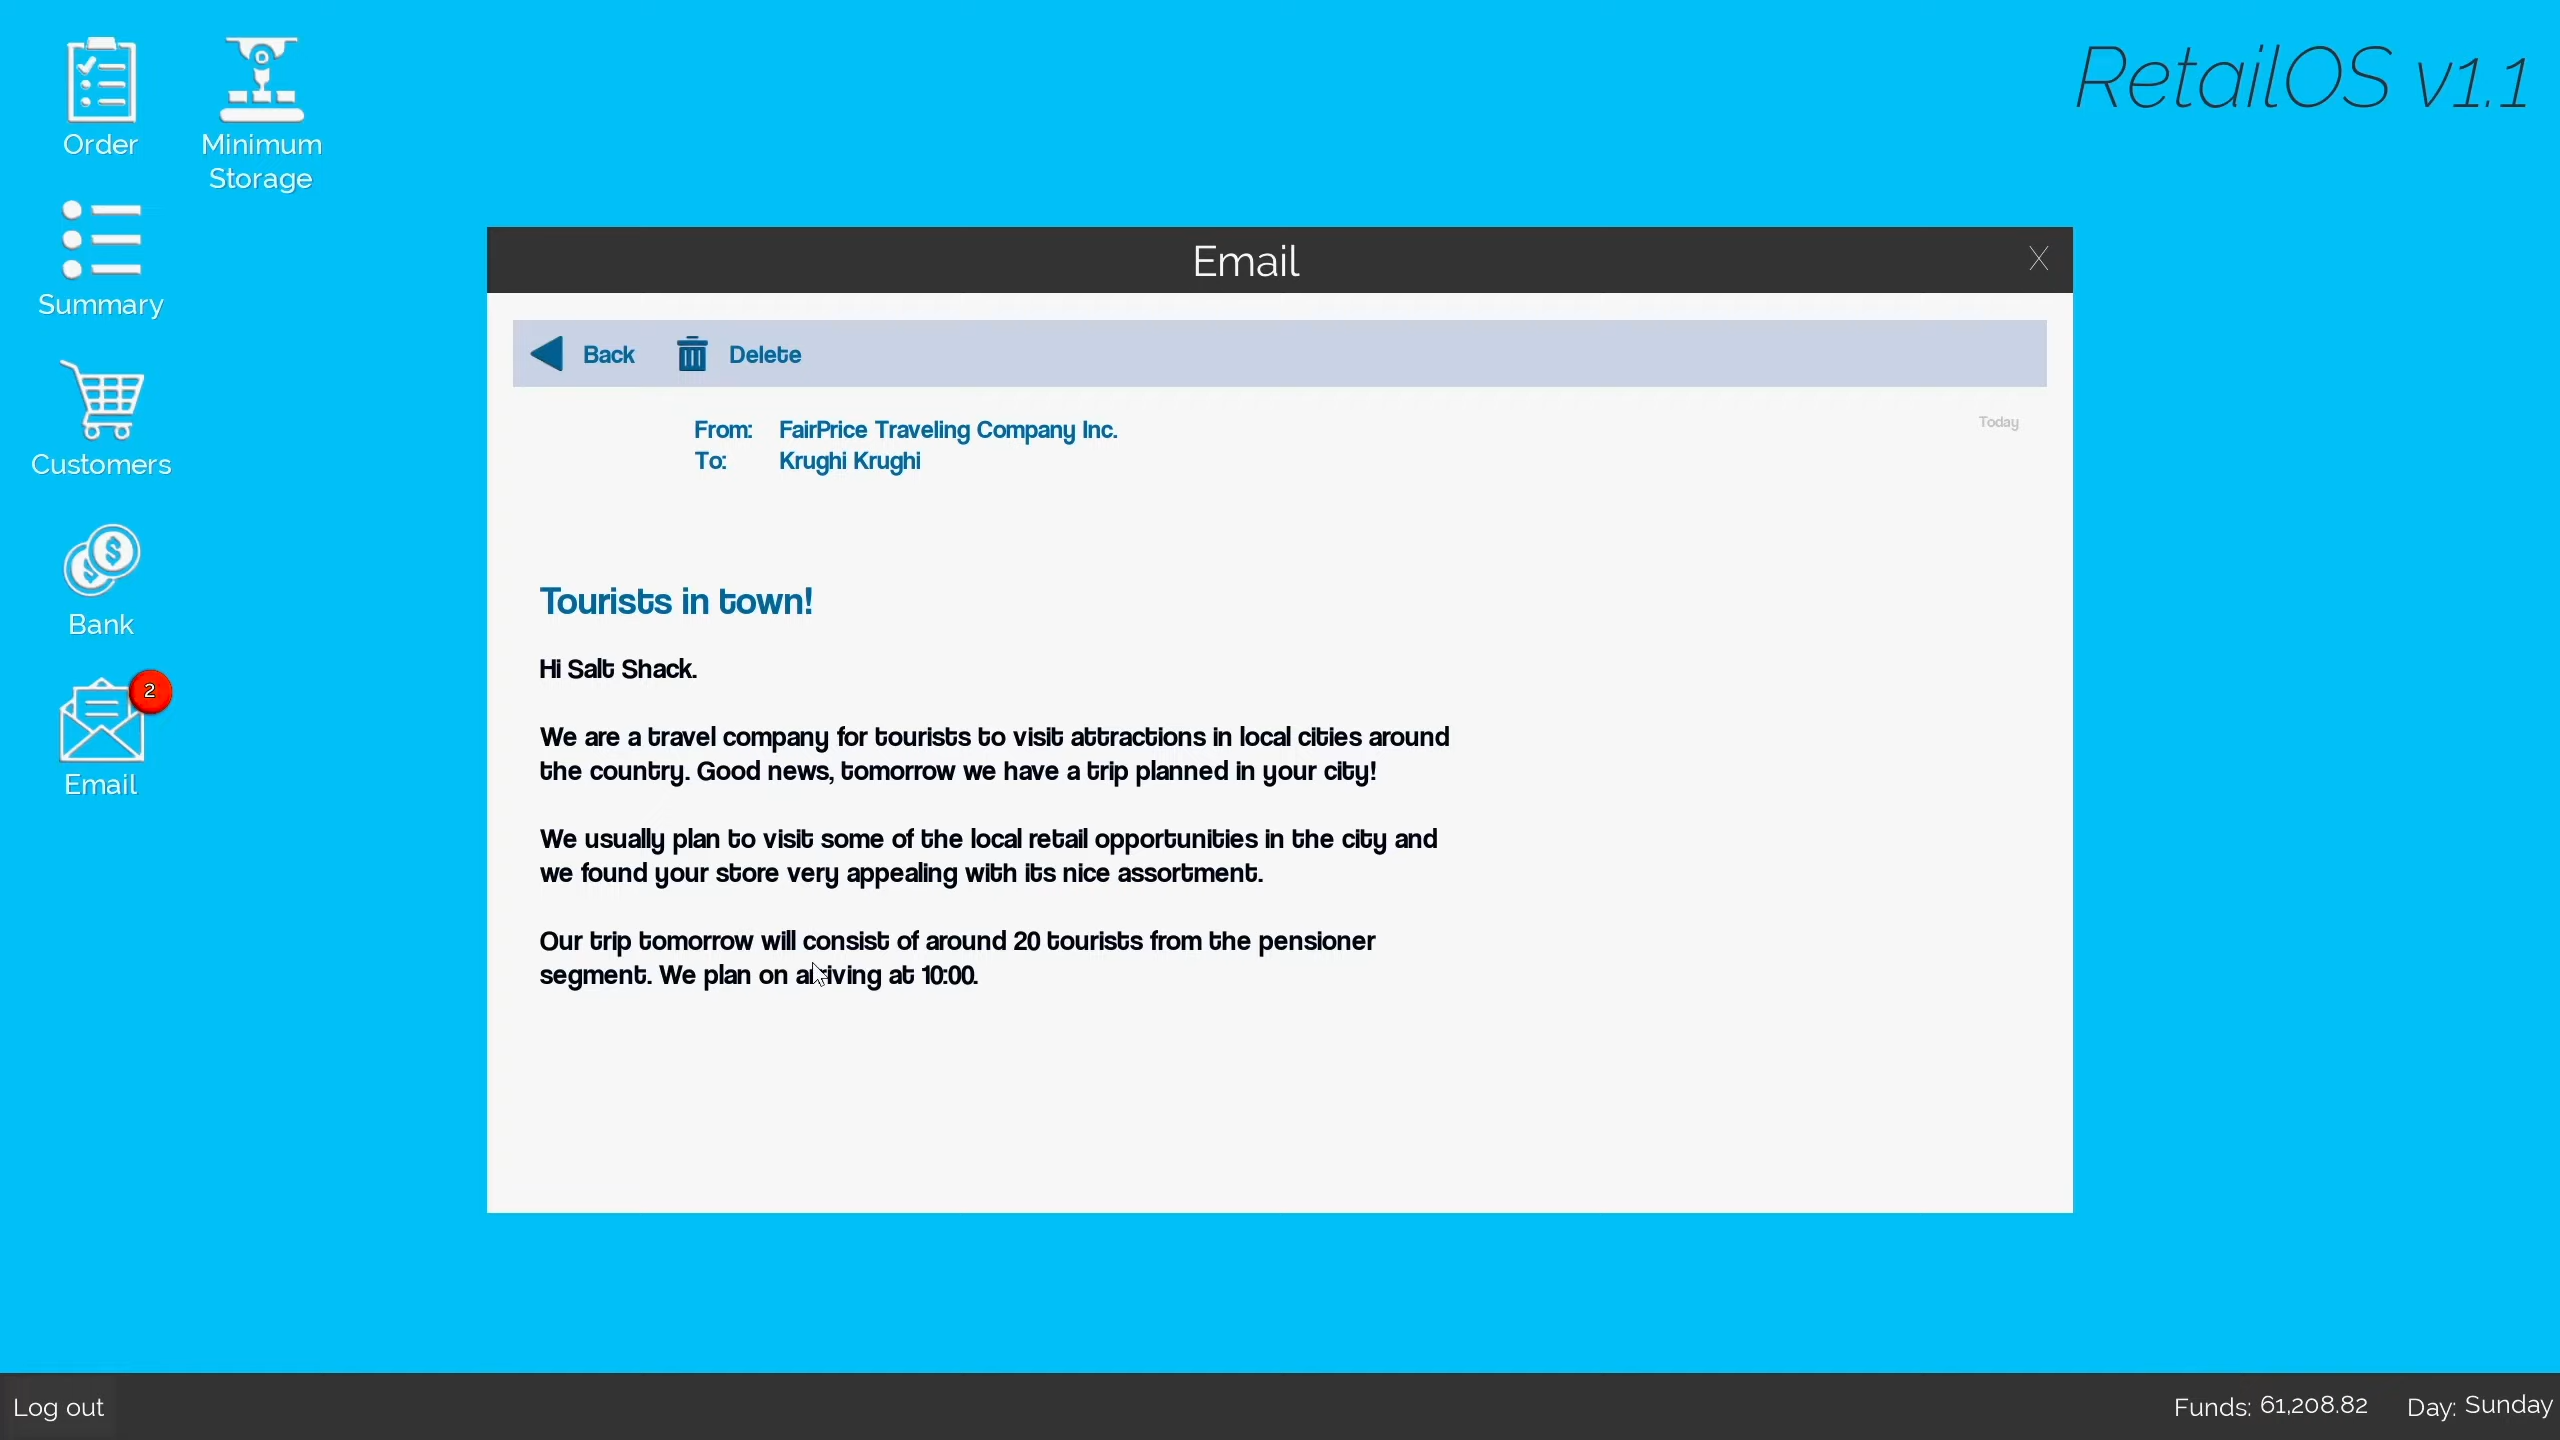 Order
Minimum
Storage
RetailOS v1.1
Summary
Customers
$
Bank
2
Email
Email
X
Back
Delete
From: FairPrice Traveling Company Inc.
Today
To: Krughi Krughi
Tourists in town!
Hi Salt Shack.
We are a travel company for tourists to visit attractions in local cities around
the country. Good news, tomorrow we have a trip planned in your city!
We usually plan to visit some of the local retail opportunities in the city and
we found your store very appealing with its nice assortment.
Our trip tomorrow will consist of around 20 tourists from the pensioner
segment. We plan on arriving at 10:00.
Log out
Funds: 61,208.82
Day: Sunday